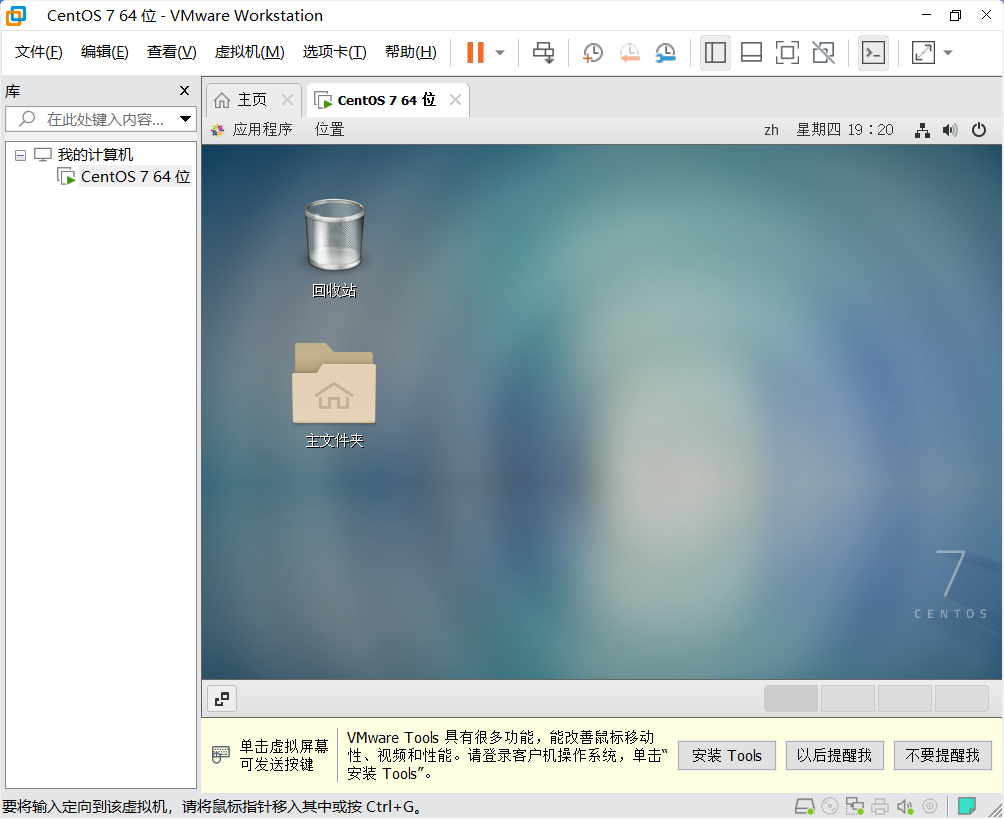 CentOS 7 64 位 - VMware Workstation
文件(F) 编辑(E) 查看(V) 虚拟机(M) 选项卡(T) 帮助(H)
库
在此处键入内容...
我的计算机
CentOS 7 64 位
主页
CentOS 7 64 位
应用程序 位置
zh 星期四 19：20
回收站
主文件夹
7
CENTOS
单击虚拟屏幕
可发送按键
VMware Tools 具有很多功能，能改善鼠标移动
性、视频和性能。请登录客户机操作系统，单击“
安装 Tools”。
安装 Tools
以后提醒我
不要提醒我
要将输入定向到该虚拟机，请将鼠标指针移入其中或按 Ctrl+G。